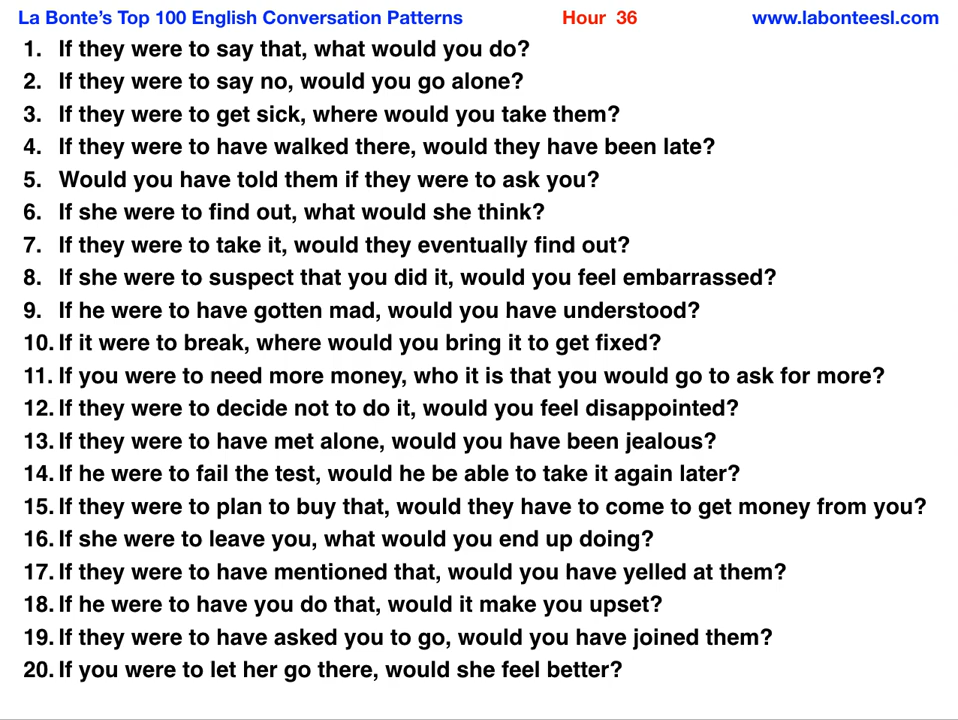 La Bonte’s Top 100 English Conversation Patterns Hour 36 www.labonteesl.com
1. If they were to say that, what would you do?
2. If they were to say no, would you go alone?
3. If they were to get sick, where would you take them?
4. If they were to have walked there, would they have been late?
5. Would you have told them if they were to ask you?
6. If she were to find out, what would she think?
7. If they were to take it, would they eventually find out?
8. If she were to suspect that you did it, would you feel embarrassed?
9. If he were to have gotten mad, would you have understood?
10. If it were to break, where would you bring it to get fixed?
11. If you were to need more money, who it is that you would go to ask for more?
12. If they were to decide not to do it, would you feel disappointed?
13. If they were to have met alone, would you have been jealous?
14. If he were to fail the test, would he be able to take it again later?
15. If they were to plan to buy that, would they have to come to get money from you?
16. If she were to leave you, what would you end up doing?
17. If they were to have mentioned that, would you have yelled at them?
18. If he were to have you do that, would it make you upset?
19. If they were to have asked you to go, would you have joined them?
20. If you were to let her go there, would she feel better?